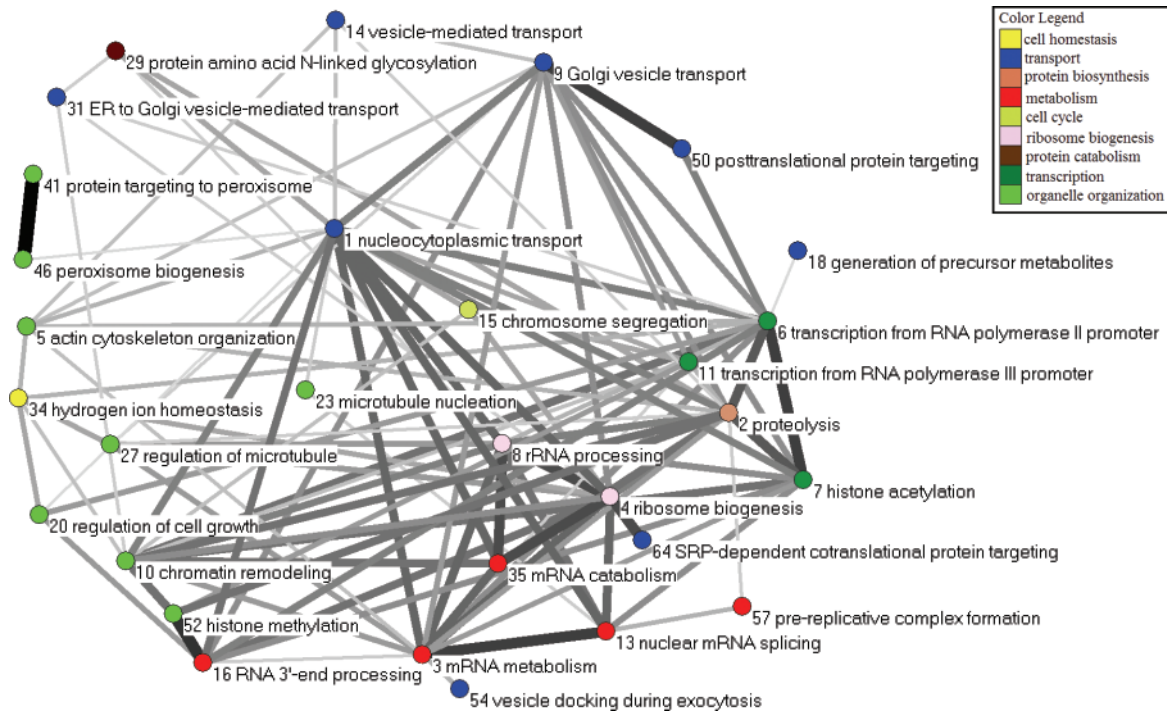 14 vesicle-mediated transport
29 protein amino acid N-linked glycosylation
9 Golgi vesicle transport
31 ER to Golgi vesicle-mediated transport
50 posttranslational protein targeting
41 protein targeting to peroxisome
1 nucleocytoplasmic transport
18 generation of precursor metabolites
46 peroxisome biogenesis
15 chromosome segregation
6 transcription from RNA polymerase II promoter
5 actin cytoskeleton organization
11 transcription from RNA polymerase III promoter
23 microtubule nucleation
34 hydrogen ion homeostasis
2 proteolysis
27 regulation of microtubule
8 rRNA processing
7 histone acetylation
4 ribosome biogenesis
20 regulation of cell growth
64 SRP-dependent cotranslational protein targeting
10 chromatin remodeling
35 mRNA catabolism
57 pre-replicative complex formation
52 histone methylation
13 nuclear mRNA splicing
16 RNA 3'-end processing
3 mRNA metabolism
54 vesicle docking during exocytosis
Color Legend
cell homestasis
transport
protein biosynthesis
metabolism
cell cycle
ribosome biogenesis
protein catabolism
transcription
organelle organization